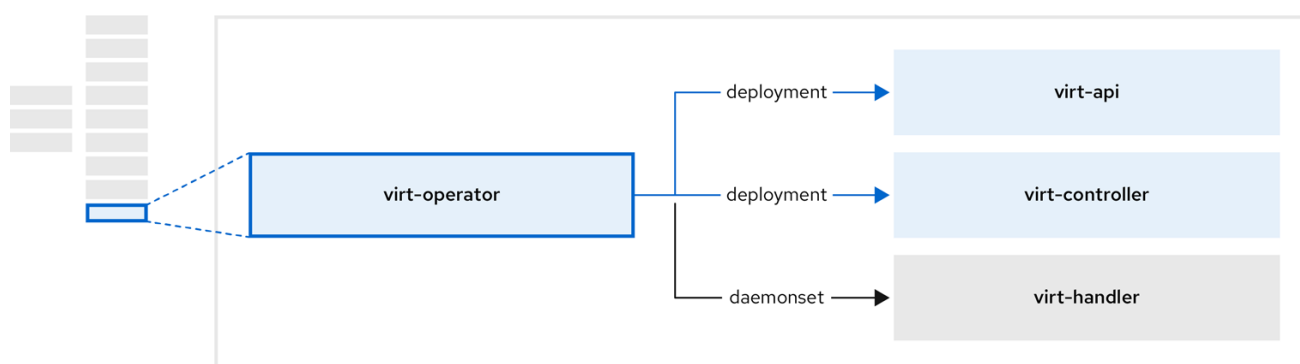 deployment
virt-api
virt-operator
deployment
virt-controller
daemonset
virt-handler